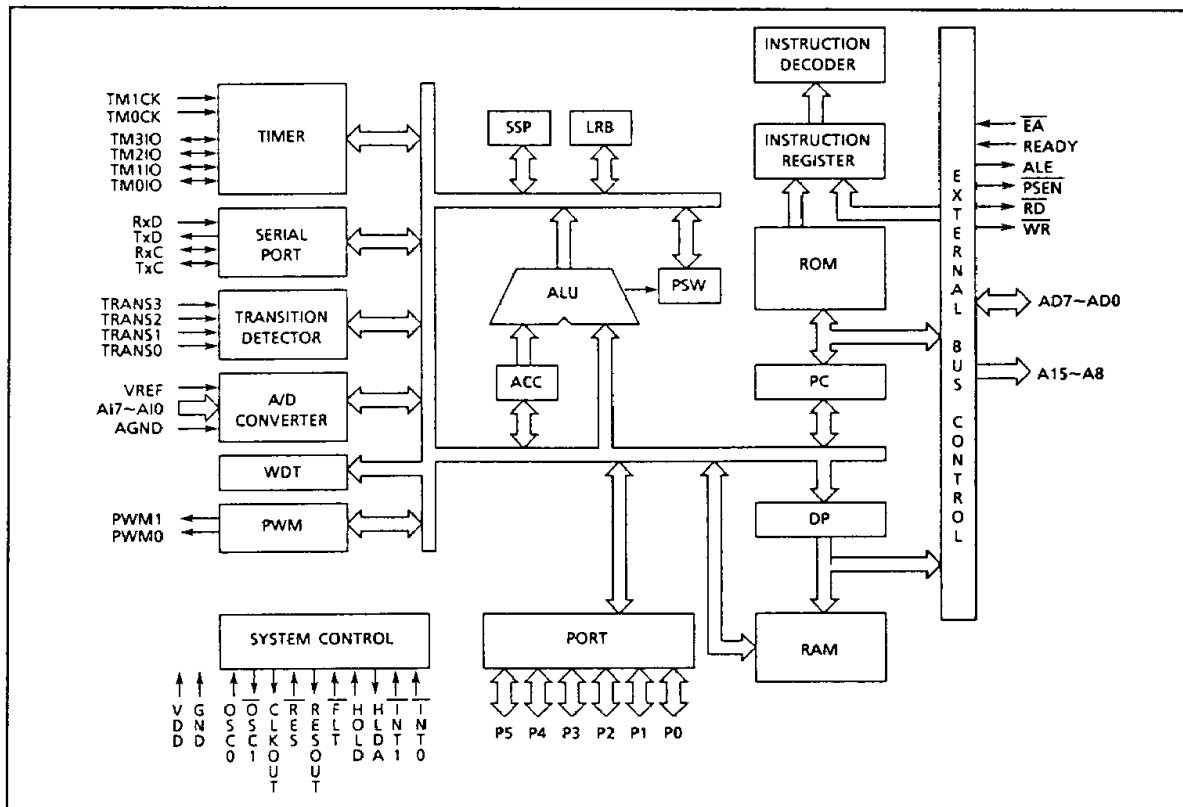 TM1CK
TM0CK
TM3IO
TM2IO
TM1IO
TM0IO
TIMER
RxD
TxD
RxC
TxC
SERIAL
PORT
TRANS3
TRANS2
TRANS1
TRANS0
TRANSITION
DETECTOR
VREF
Ai7~AI0
AGND
A/D
CONVERTER
WDT
PWM1
PWM0
PWM
SSP
LRB
ALU
PSW
ACC
INSTRUCTION
DECODER
INSTRUCTION
REGISTER
ROM
PC
DP
RAM
EXTERNAL BUS CONTROL
EA
READY
ALE
PSEN
RD
WR
AD7~AD0
A15~A8
SYSTEM CONTROL
VDD
GND
OSC0
OSC1
CLKOUT
RES
RESOUT
FLT
HOLD
HLDA
INT1
INT0
PORT
P5 P4 P3 P2 P1 P0